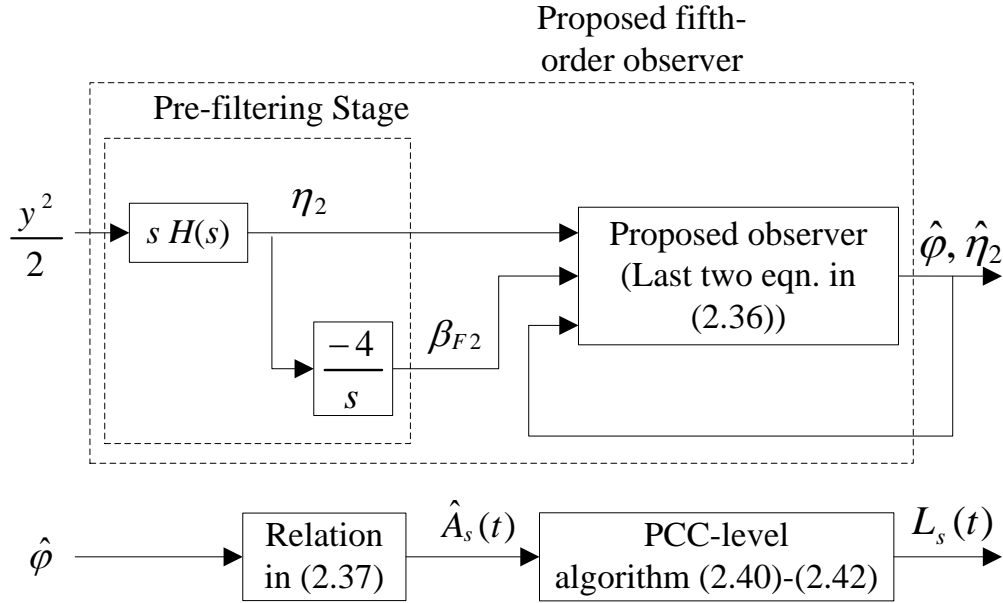 Proposed fifth-
order observer
Pre-filtering Stage
y²/2
s H(s)
η₂
−4/s
β_F2
Proposed observer
(Last two eqn. in
(2.36))
φ̂, η̂₂
φ̂
Relation
in (2.37)
Â_s(t)
PCC-level
algorithm (2.40)-(2.42)
L_s(t)